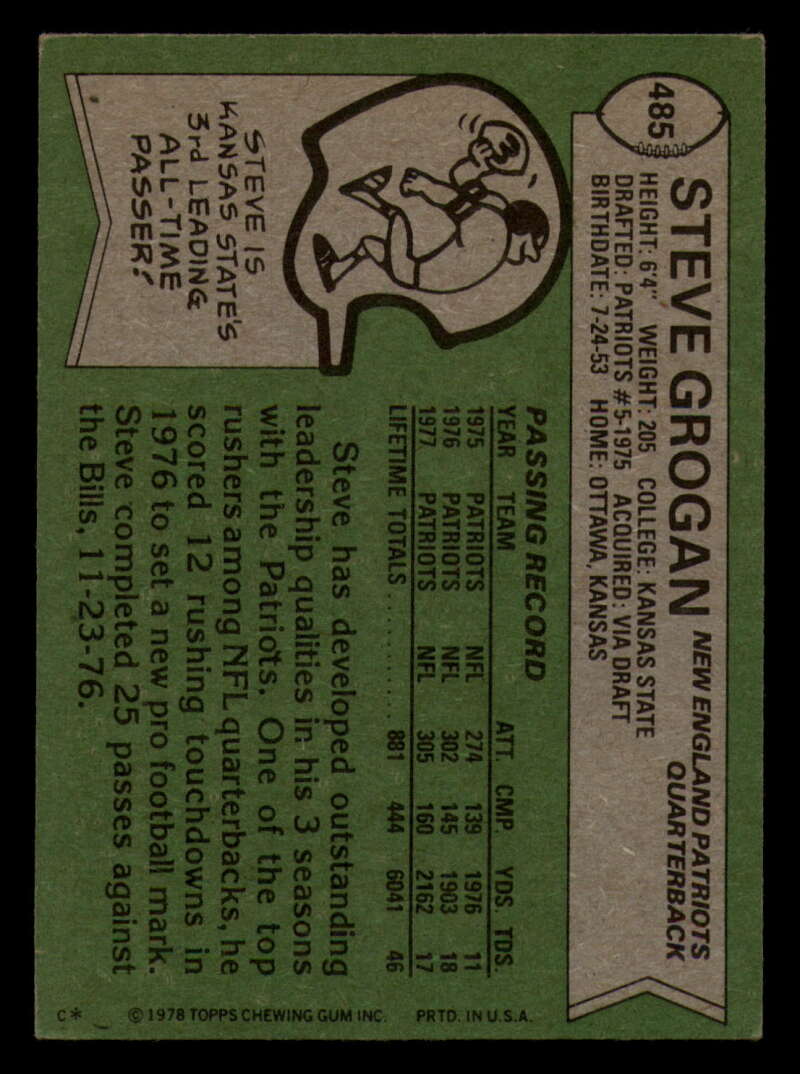 485
STEVE GROGAN NEW ENGLAND PATRIOTS
QUARTERBACK
HEIGHT: 6'4" WEIGHT: 205 COLLEGE: KANSAS STATE
DRAFTED: PATRIOTS #5-1975 ACQUIRED: VIA DRAFT
BIRTHDATE: 7-24-53 HOME: OTTAWA, KANSAS
STEVE IS
KANSAS STATE'S
3rd LEADING
ALL-TIME
PASSER!
PASSING RECORD
YEAR TEAM ATT. CMP. YDS. TDS.
1975 PATRIOTS NFL 274 139 1976 11
1976 PATRIOTS NFL 302 145 1903 18
1977 PATRIOTS NFL 305 160 2162 17
LIFETIME TOTALS............ 881 444 6041 46
Steve has developed outstanding
leadership qualities in his 3 seasons
with the Patriots. One of the top
rushers among NFL quarterbacks, he
scored 12 rushing touchdowns in
1976 to set a new pro football mark.
Steve completed 25 passes against
the Bills, 11-23-76.
C* ©1978 TOPPS CHEWING GUM INC. PRTD. IN U.S.A.